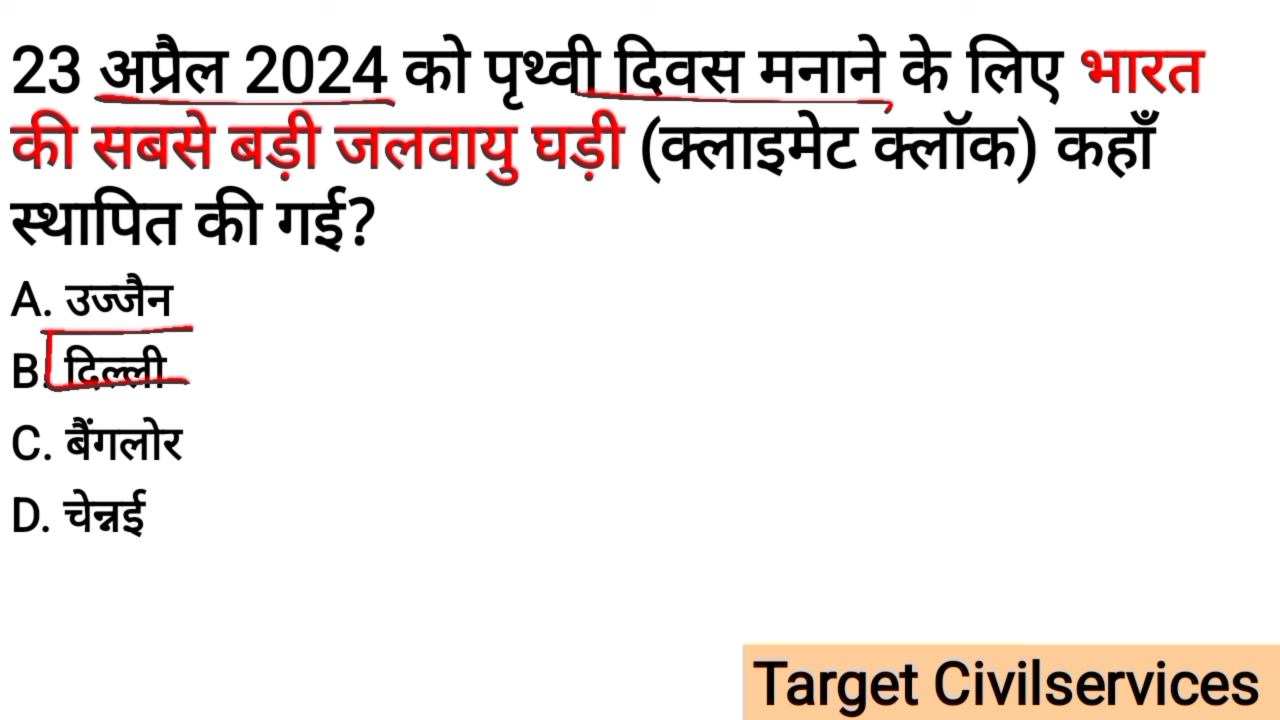 23 अप्रैल 2024 को पृथ्वी दिवस मनाने के लिए भारत
की सबसे बड़ी जलवायु घड़ी (क्लाइमेट क्लॉक) कहाँ
स्थापित की गई?
A. उज्जैन
B. दिल्ली
C. बैंगलोर
D. चेन्नई
Target Civilservices